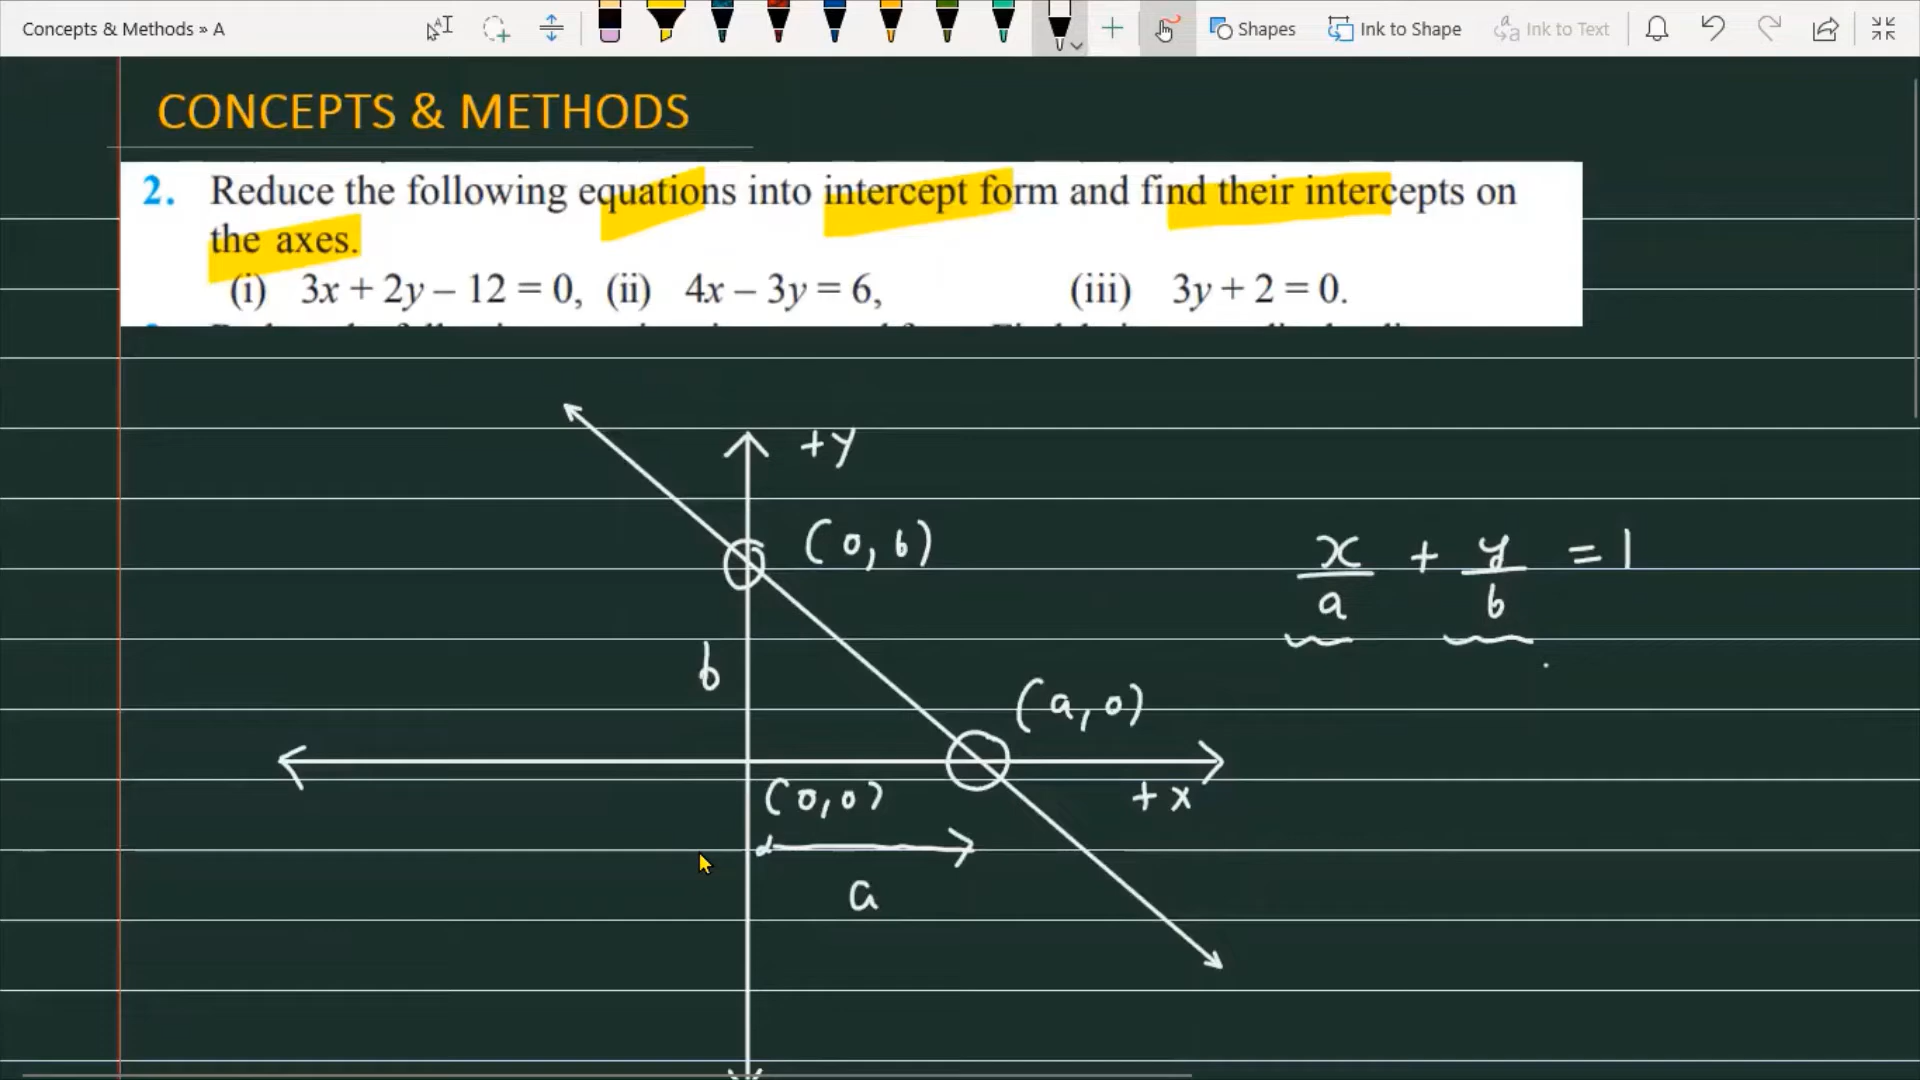 Concepts & Methods » A
Shapes
Ink to Shape
Ink to Text
CONCEPTS & METHODS
2. Reduce the following equations into intercept form and find their intercepts on
the axes.
(i) 3x + 2y – 12 = 0, (ii) 4x – 3y = 6, (iii) 3y + 2 = 0.
+y
(0, b)
x/a + y/b = 1
b
(a, 0)
(0,0)
+x
a